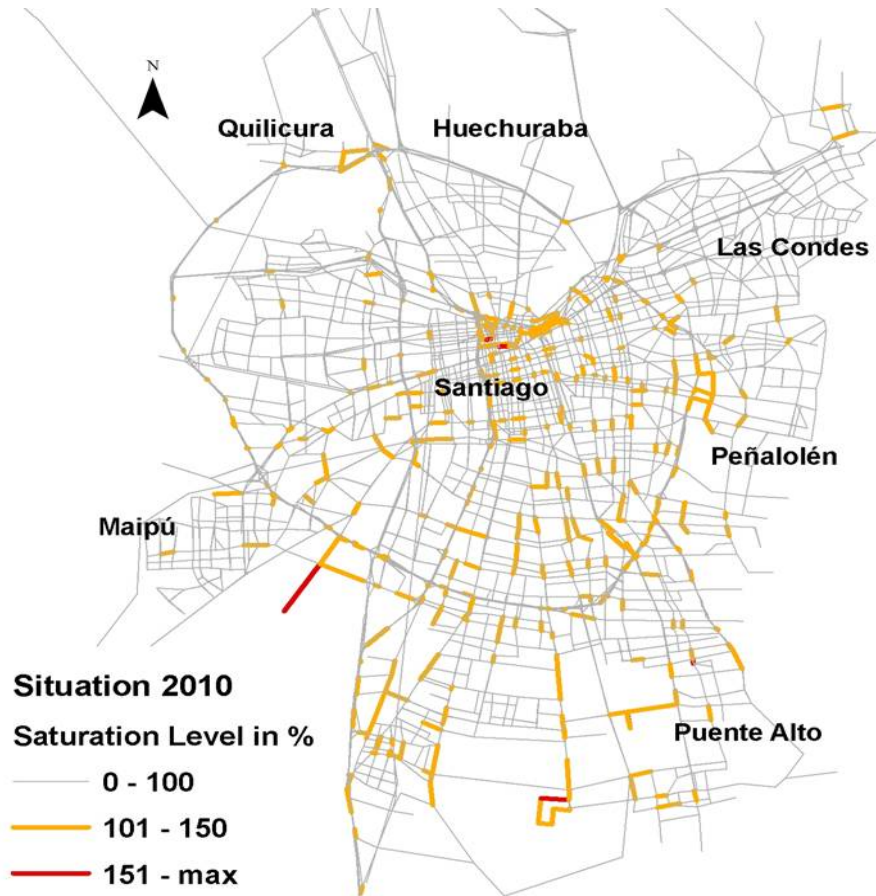 N
Quilicura Huechuraba
Las Condes
Santiago
Peñalolén
Maipú
Situation 2010
Saturation Level in %
Puente Alto
0 - 100
101 - 150
151 - max